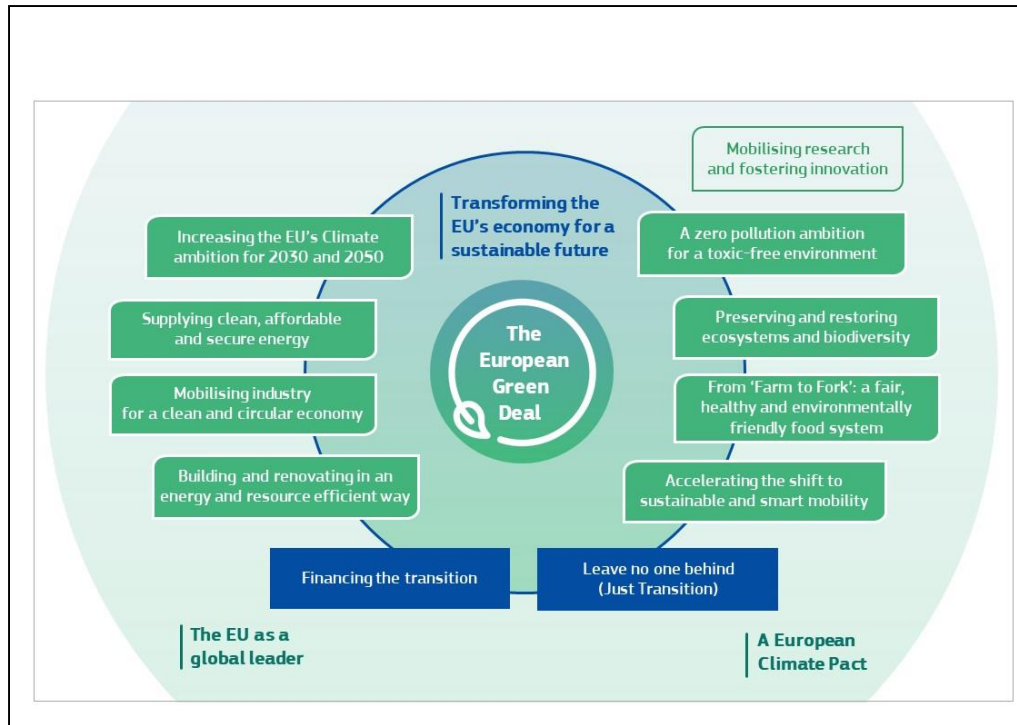 Mobilising research
and fostering innovation
Transforming the
EU's economy for a
sustainable future
Increasing the EU's Climate
ambition for 2030 and 2050
A zero pollution ambition
for a toxic-free environment
Supplying clean, affordable
and secure energy
Preserving and restoring
ecosystems and biodiversity
The
European
Green
Deal
Mobilising industry
for a clean and circular economy
From ‘Farm to Fork’: a fair,
healthy and environmentally
friendly food system
Building and renovating in an
energy and resource efficient way
Accelerating the shift to
sustainable and smart mobility
Financing the transition
Leave no one behind
(Just Transition)
The EU as a
global leader
A European
Climate Pact